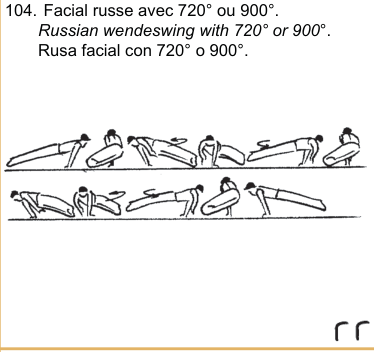 104. Facial russe avec 720° ou 900°.
Russian wendeswing with 720° or 900°.
Rusa facial con 720° o 900°.